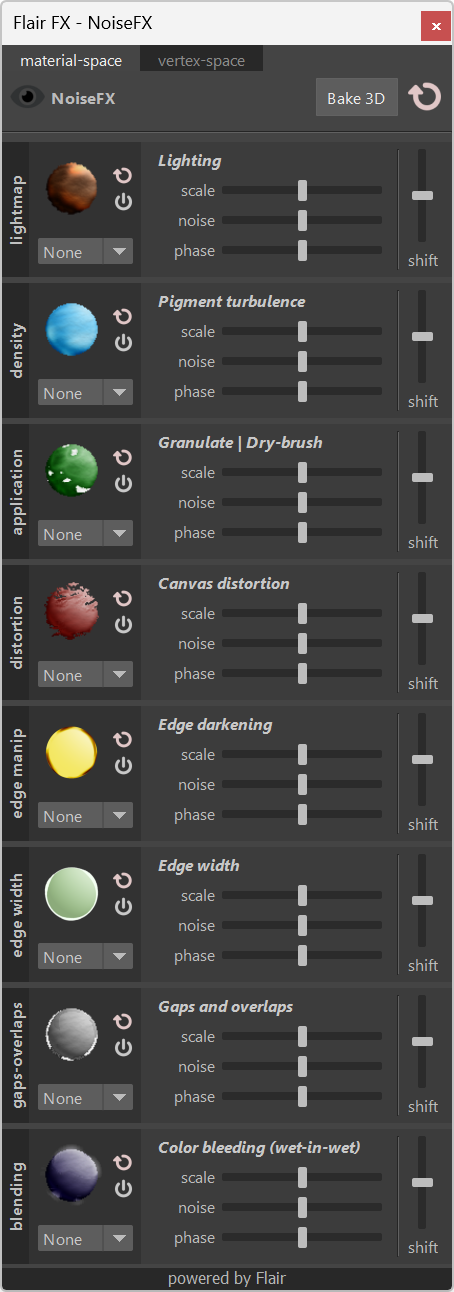 Flair FX - NoiseFX
×
material-space vertex-space
NoiseFX Bake 3D
lightmap
Lighting
scale
noise
phase
None
shift
density
Pigment turbulence
scale
noise
phase
None
shift
application
Granulate | Dry-brush
scale
noise
phase
None
shift
distortion
Canvas distortion
scale
noise
phase
None
shift
edge manip
Edge darkening
scale
noise
phase
None
shift
edge width
Edge width
scale
noise
phase
None
shift
gaps-overlaps
Gaps and overlaps
scale
noise
phase
None
shift
blending
Color bleeding (wet-in-wet)
scale
noise
phase
None
shift
powered by Flair